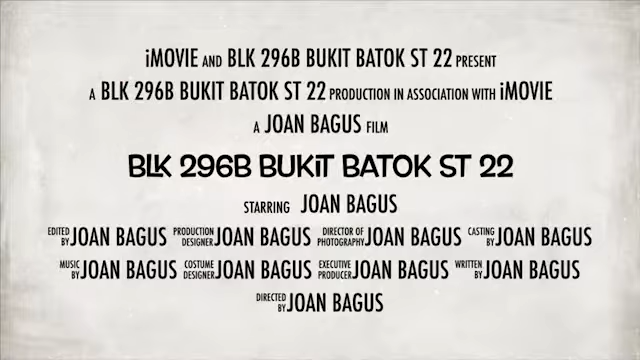 iMOVIE AND BLK 296B BUKIT BATOK ST 22 PRESENT
A BLK 296B BUKIT BATOK ST 22 PRODUCTION IN ASSOCIATION WITH iMOVIE
A JOAN BAGUS FILM
BLK 296B BUKiT BATOK ST 22
STARRING JOAN BAGUS
EDITED BY JOAN BAGUS PRODUCTION DESIGNER JOAN BAGUS DIRECTOR OF PHOTOGRAPHY JOAN BAGUS CASTING BY JOAN BAGUS
MUSIC BY JOAN BAGUS COSTUME DESIGNER JOAN BAGUS EXECUTIVE PRODUCER JOAN BAGUS WRITTEN BY JOAN BAGUS
DIRECTED BY JOAN BAGUS